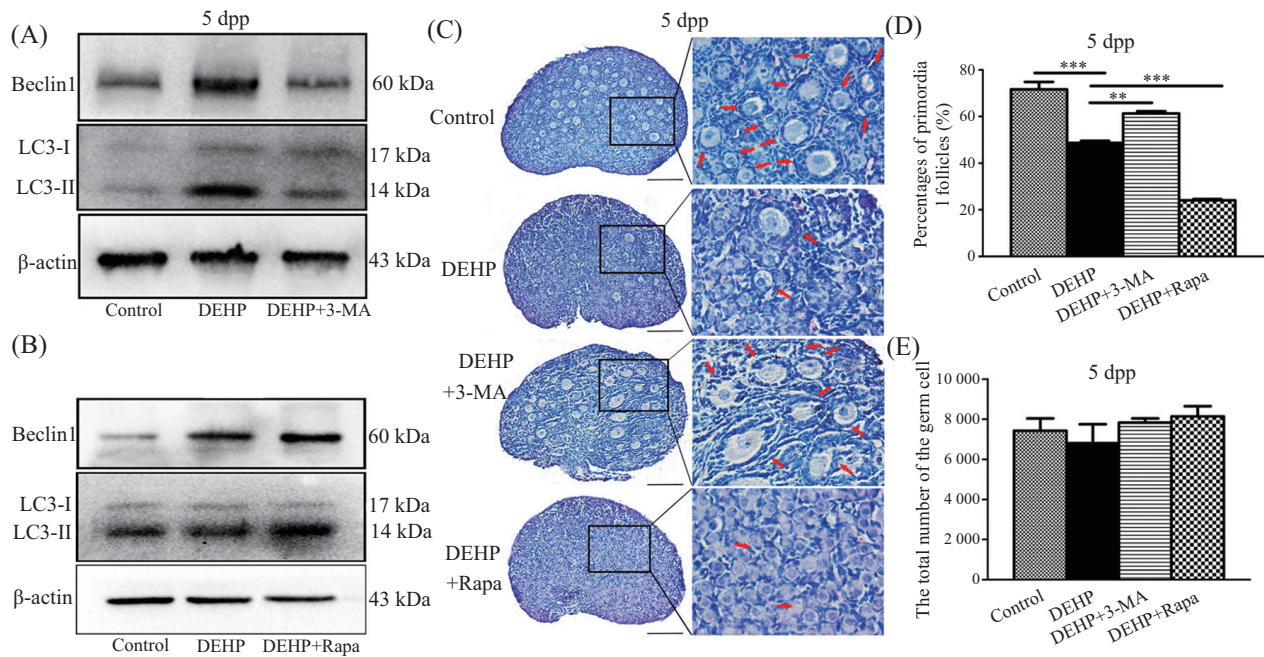 (A)
5 dpp
Beclin1
60 kDa
LC3-I
17 kDa
LC3-II
14 kDa
β-actin
43 kDa
Control DEHP DEHP+3-MA
(B)
Beclin1
60 kDa
LC3-I
17 kDa
LC3-II
14 kDa
β-actin
43 kDa
Control DEHP DEHP+Rapa
(C)
5 dpp
Control
DEHP
DEHP
+3-MA
DEHP
+Rapa
(D)
5 dpp
Percentages of primordia
l follicles (%)
80
60
40
20
0
***
***
**
Control
DEHP
DEHP+3-MA
DEHP+Rapa
(E)
5 dpp
The total number of the germ cell
10 000
8 000
6 000
4 000
2 000
0
Control
DEHP
DEHP+3-MA
DEHP+Rapa